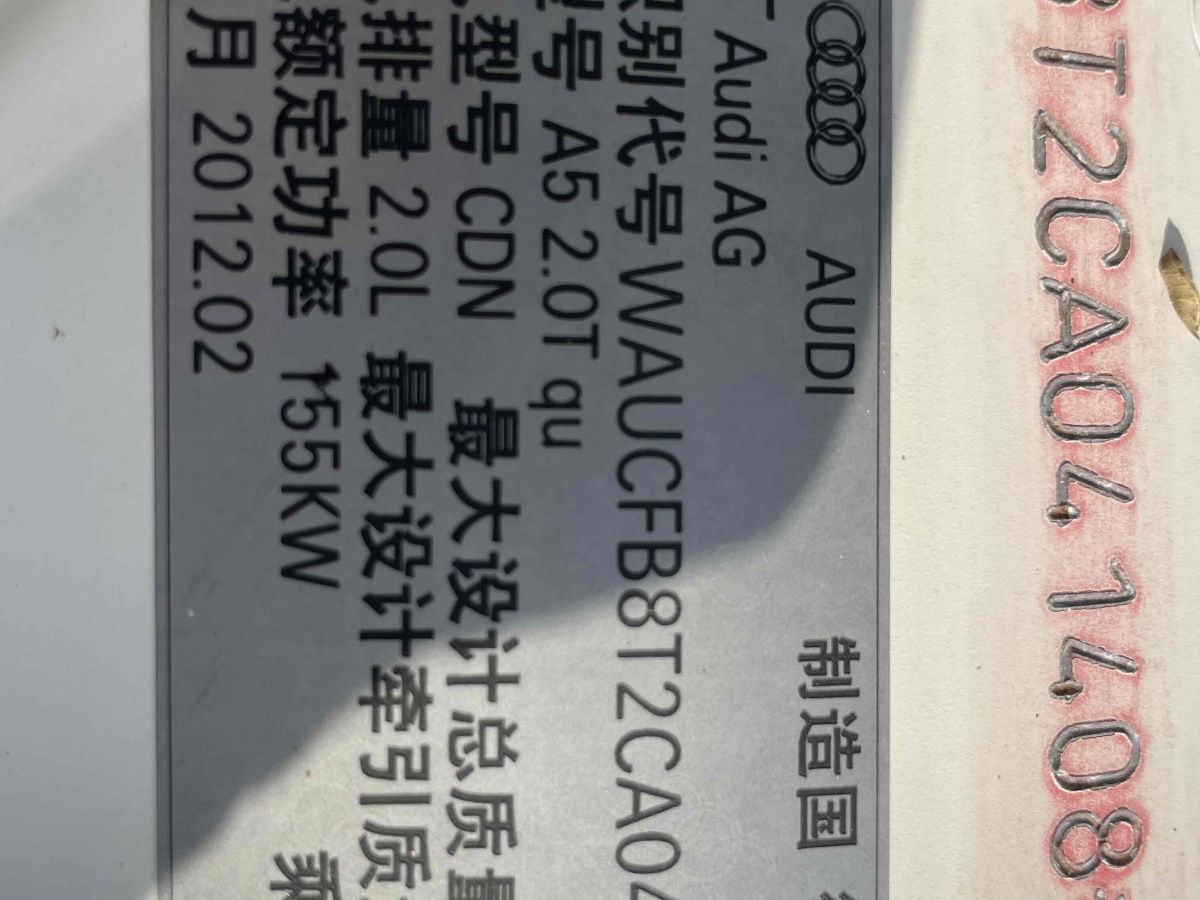 8T2CA041408
AUDI 制造国
Audi AG
识别代号 WAUCFB8T2CA04
型号 A5 2.0T qu
型号 CDN 最大设计总质量
排量 2.0L 最大设计牵引质
额定功率 155KW 乘
月 2012.02